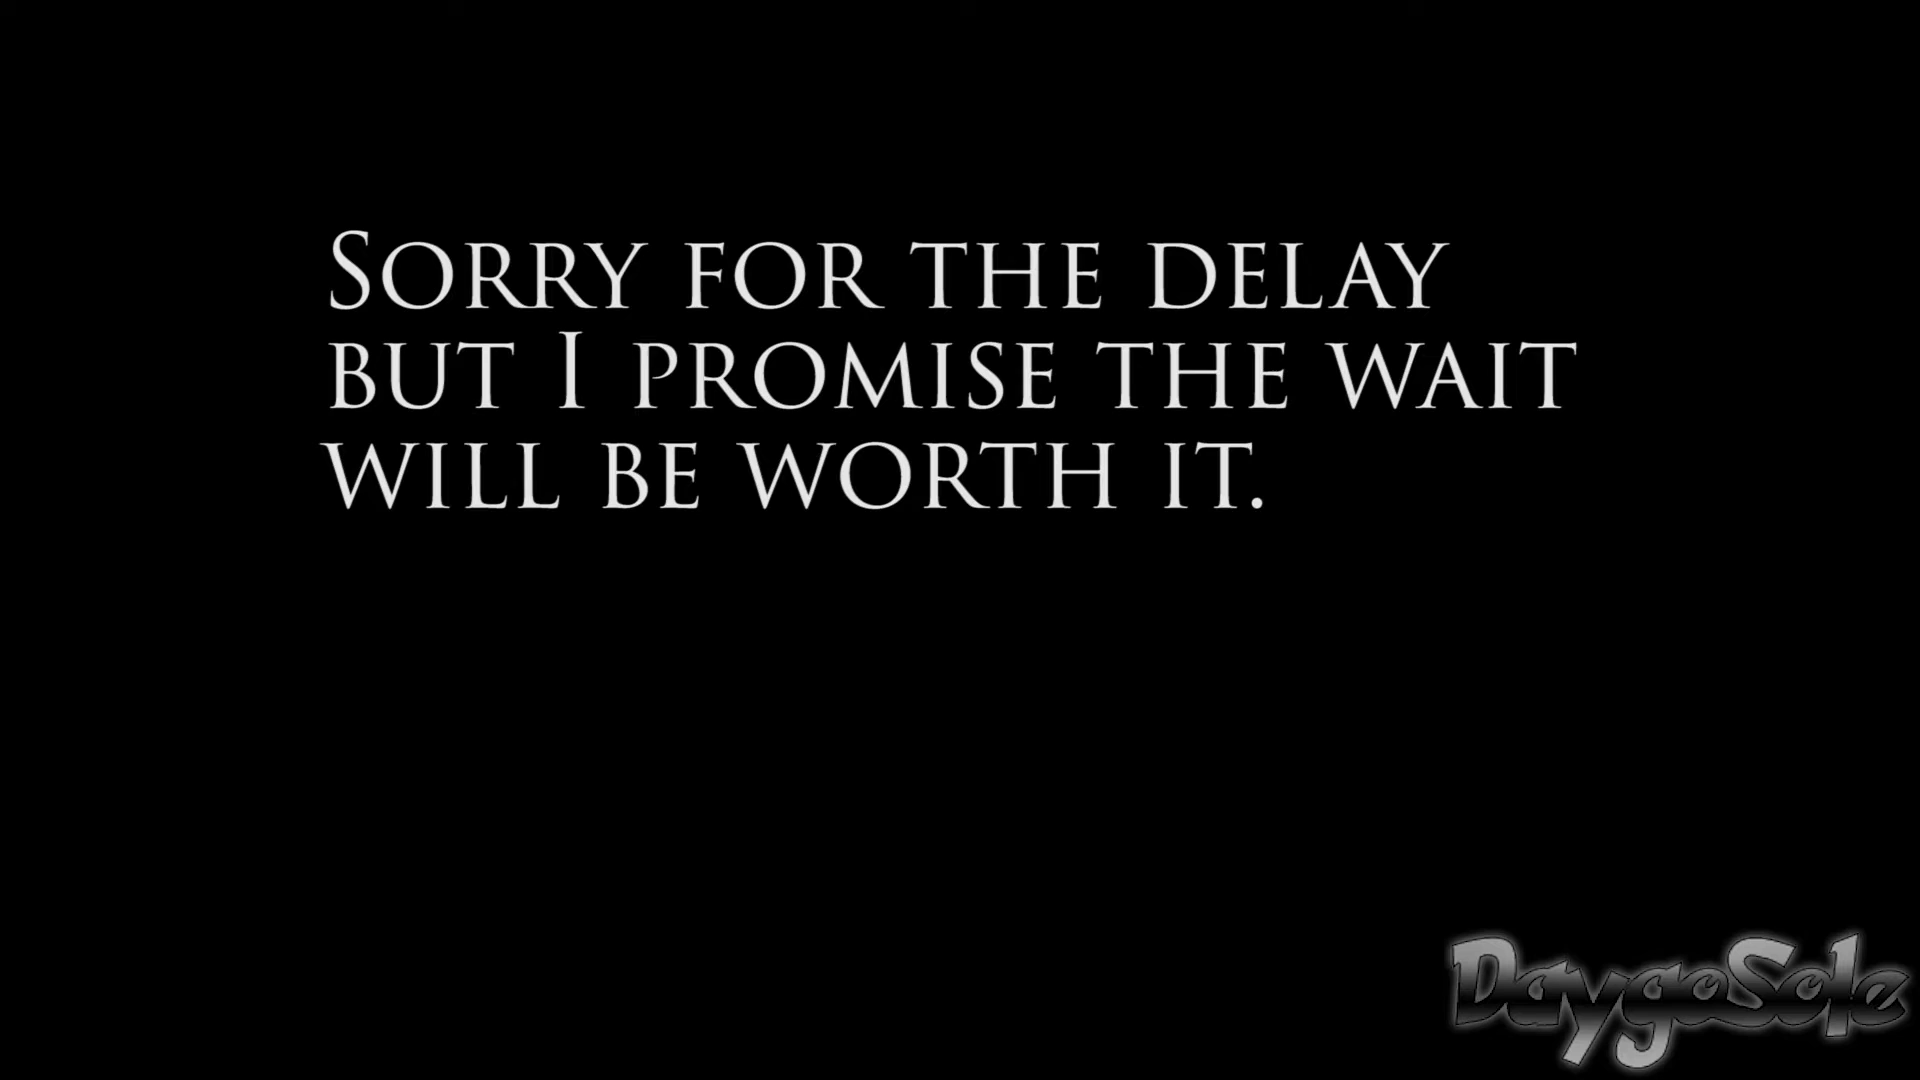 Sorry for the delay
but I promise the wait
will be worth it.
DaygoSole